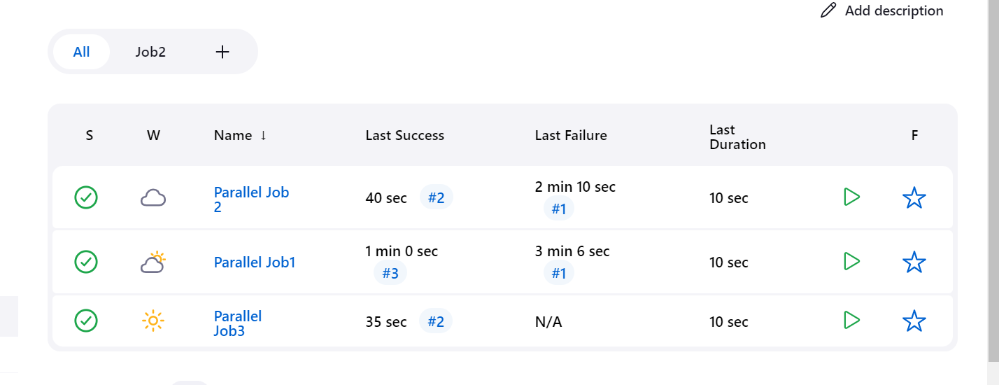 Add description
All Job2 +
S W Name ↓ Last Success Last Failure Last Duration F
Parallel Job 2 40 sec #2 2 min 10 sec #1 10 sec
Parallel Job1 1 min 0 sec #3 3 min 6 sec #1 10 sec
Parallel Job3 35 sec #2 N/A 10 sec